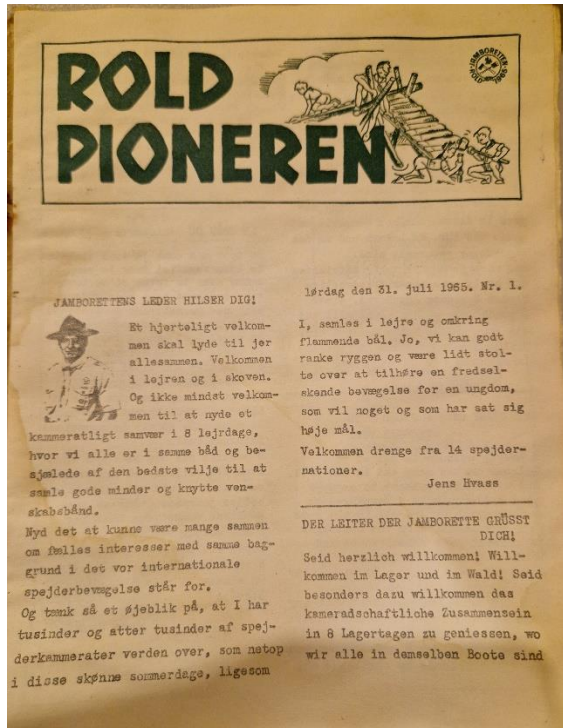 ROLD
PIONEREN
JAMBORETTEN
ROLD
1965
JAMBORETTENS LEDER HILSER DIG!
Et hjerteligt velkom-
men skal lyde til jer
allesammen. Velkommen
i lejren og i skoven.
Og ikke mindst velkom-
men til at nyde et
kammeratligt samvær i 8 lejrdage,
hvor vi alle er i samme båd og be-
sjælede af den bedste vilje til at
samle gode minder og knytte ven-
skabsbånd.
Nyd det at kunne være mange sammen
om fælles interesser med samme bag-
grund i det vor internationale
spejderbevægelse står for.
Og tænk så et øjeblik på, at I har
tusinder og atter tusinder af spej-
derkammerater verden over, som netop
i disse skønne sommerdage, ligesom
lørdag den 31. juli 1965. Nr. 1.
I, samles i lejre og omkring
flammende bål. Jo, vi kan godt
ranke ryggen og være lidt stol-
te over at tilhøre en fredsel-
skende bevægelse for en ungdom,
som vil noget og som har sat sig
høje mål.
Velkommen drenge fra 14 spejder-
nationer.
Jens Hvass
DER LEITER DER JAMBORETTE GRÜSST
DICH!
Seid herzlich willkommen! Will-
kommen im Lager und im Wald! Seid
besonders dazu willkommen das
kameradschaftliche Zusammensein
in 8 Lagertagen zu geniessen, wo
wir alle in demselben Boote sind